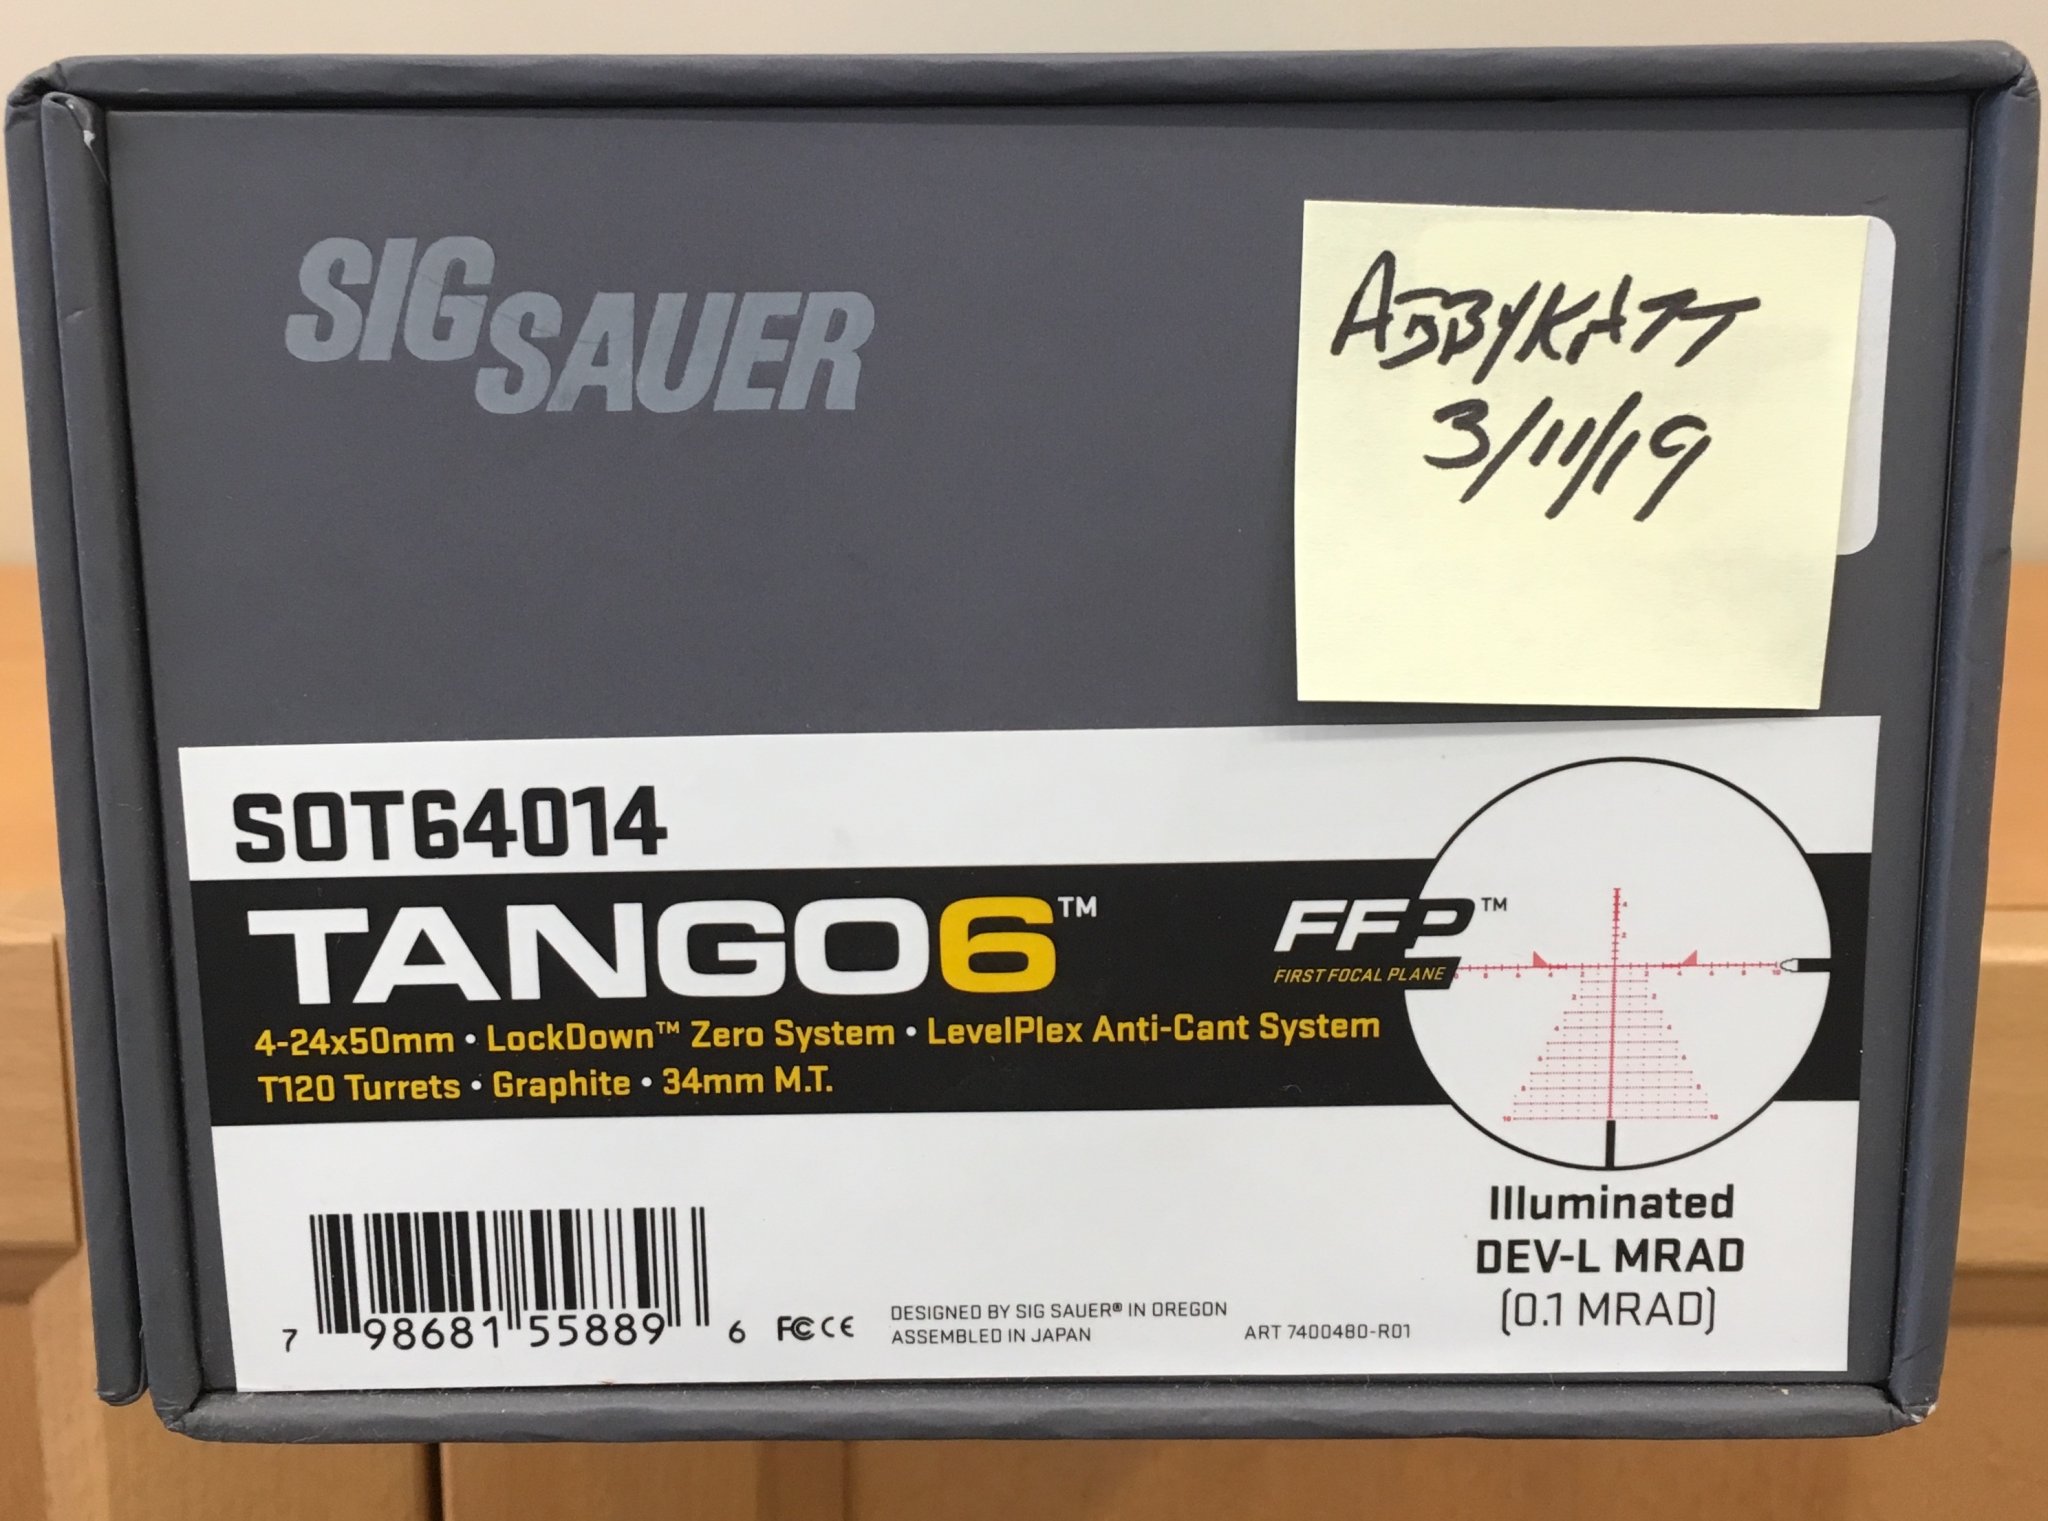 SIG SAUER
ABBYKATT
3/11/19
SOT64014
TANGO6™
FFP™
FIRST FOCAL PLANE
4-24x50mm • LockDown™ Zero System • LevelPlex Anti-Cant System
T120 Turrets • Graphite • 34mm M.T.
Illuminated
DEV-L MRAD
(0.1 MRAD)
7 98681 55889 6
FC CE
DESIGNED BY SIG SAUER® IN OREGON
ASSEMBLED IN JAPAN
ART 7400480-R01